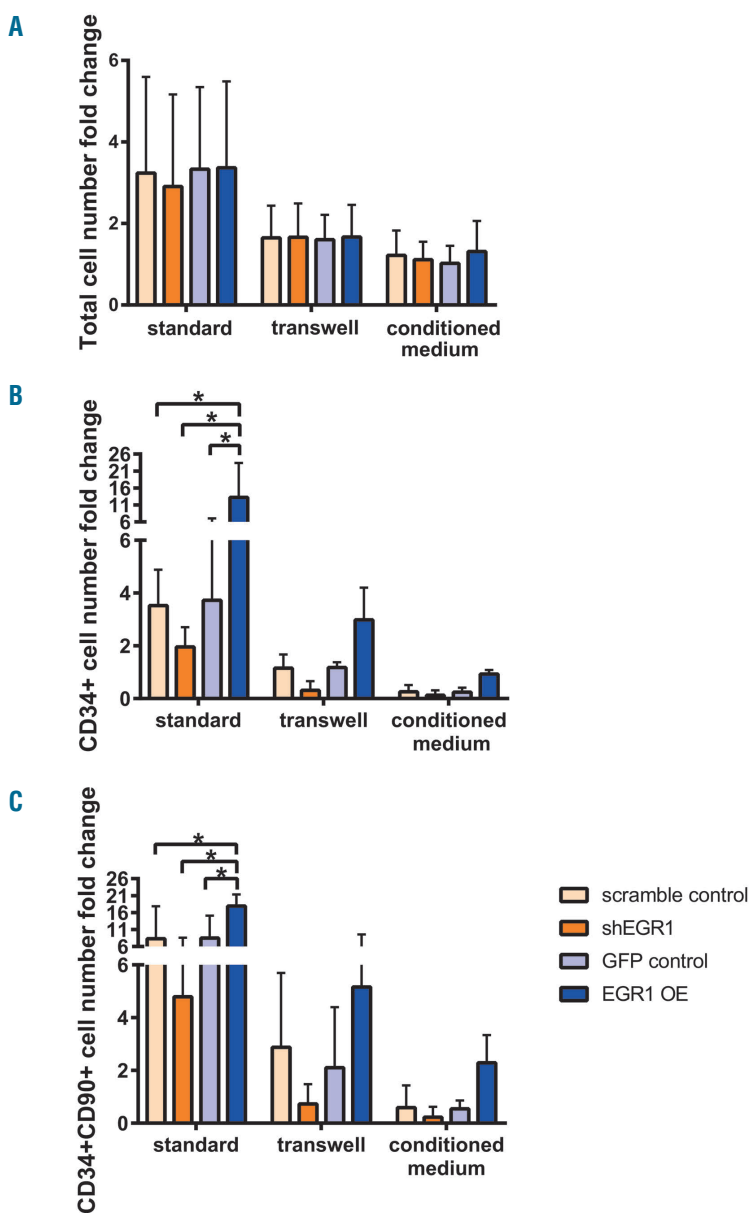 A
Total cell number fold change
6
4
2
0
standard
transwell
conditioned
medium
B
CD34+ cell number fold change
*
*
*
26
21
16
11
6
6
4
2
0
standard
transwell
conditioned
medium
C
CD34+CD90+ cell number fold change
*
*
*
26
21
16
11
6
6
4
2
0
standard
transwell
conditioned
medium
scramble control
shEGR1
GFP control
EGR1 OE